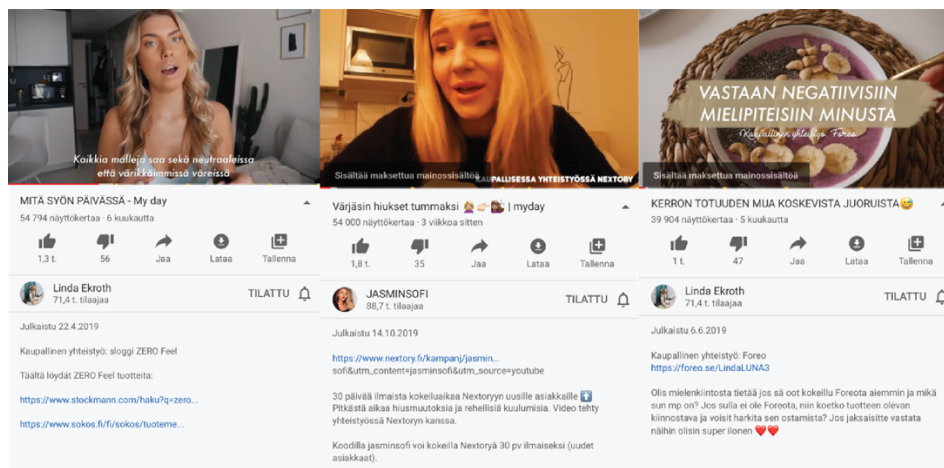 Kaikkia malleja saa sekä neutraaleissa
että värikkäimmissä väreissä
MITÄ SYÖN PÄIVÄSSÄ - My day
54 794 näyttökertaa · 6 kuukautta
1,3 t.
56
Jaa
Lataa
Tallenna
Linda Ekroth
71,4 t. tilaajaa
TILATTU
Julkaistu 22.4.2019
Kaupallinen yhteistyö: sloggi ZERO Feel
Täältä löydät ZERO Feel tuotteita:
https://www.stockmann.com/haku?q=zero...
https://www.sokos.fi/fi/sokos/tuoteme...
Sisältää maksettua mainossisältöä
KAUPALLISESSA YHTEISTYÖSSÄ NEXTORY
Värjäsin hiukset tummaksi 💆🏼‍♀️👉🏻💇🏽‍♀️ | myday
54 000 näyttökertaa · 3 viikkoa sitten
1,8 t.
35
Jaa
Lataa
Tallenna
JASMINSOFI
88,7 t. tilaajaa
TILATTU
Julkaistu 14.10.2019
https://www.nextory.fi/kampanj/jasmin...
sofi&utm_content=jasminsofi&utm_source=youtube
30 päivää ilmaista kokeiluaikaa Nextoryyn uusille asiakkaille ⬆️
Pitkästä aikaa hiusmuutoksia ja rehellisiä kuulumisia. Video tehty
yhteistyössä Nextoryn kanssa.
Koodilla jasminsofi voi kokeilla Nextoryä 30 pv ilmaiseksi (uudet
asiakkaat).
VASTAAN NEGATIIVISIIN
MIELIPITEISIIN MINUSTA
Kaupallinen yhteistyö Foreo
Sisältää maksettua mainossisältöä
KERRON TOTUUDEN MUA KOSKEVISTA JUORUISTA😅
39 904 näyttökertaa · 5 kuukautta
1 t.
47
Jaa
Lataa
Tallenna
Linda Ekroth
71,4 t. tilaajaa
TILATTU
Julkaistu 6.6.2019
Kaupallinen yhteistyö: Foreo
https://foreo.se/LindaLUNA3
Olis mielenkiintosta tietää jos sä oot kokeillu Foreota aiemmin ja mikä
sun mp on? Jos sulla ei ole Foreota, niin koetko tuotteen olevan
kiinnostava ja voisit harkita sen ostamista? Jos jaksaisitte vastata
näihin olisin super ilonen ❤️❤️